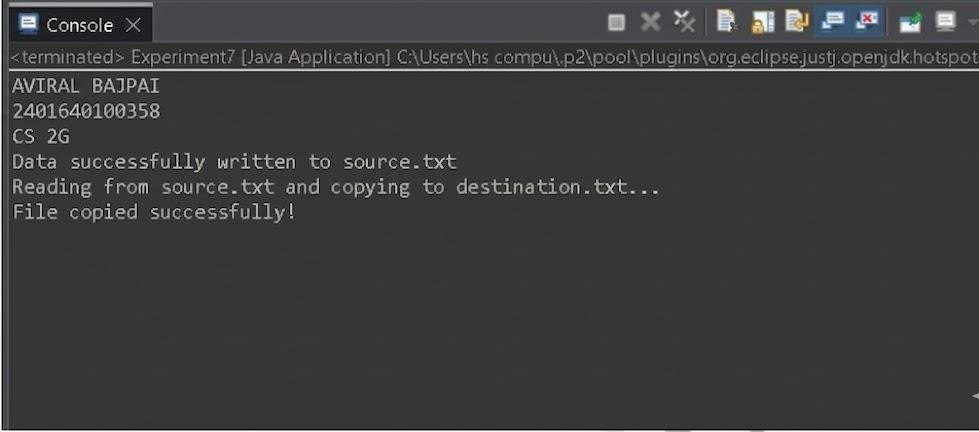 Console
<terminated> Experiment7 [Java Application] C:\Users\hs compu\.p2\pool\plugins\org.eclipse.justj.openjdk.hotspot
AVIRAL BAJPAI
2401640100358
CS 2G
Data successfully written to source.txt
Reading from source.txt and copying to destination.txt...
File copied successfully!